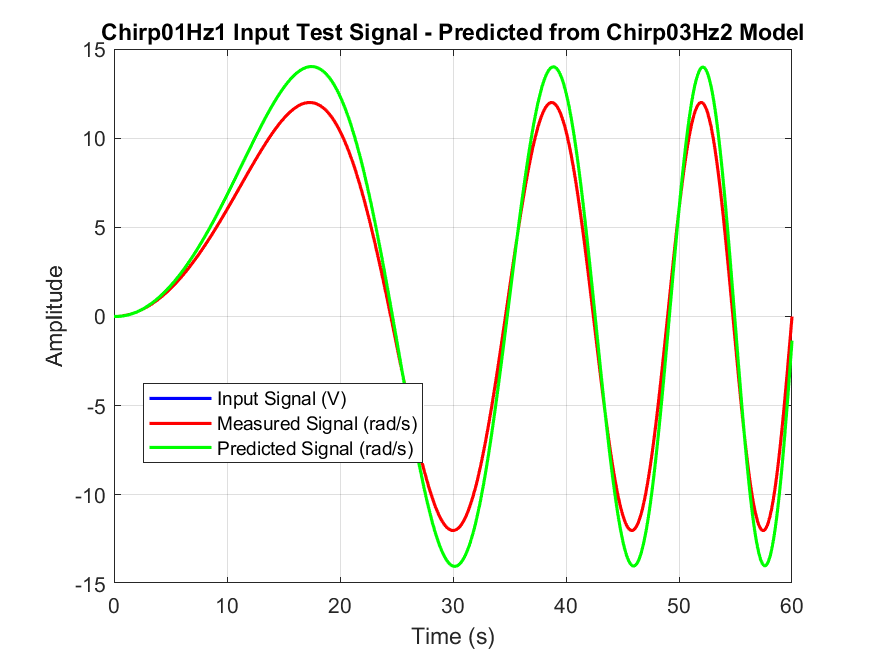 Chirp01Hz1 Input Test Signal - Predicted from Chirp03Hz2 Model
15
10
5
0
-5
-10
-15
Amplitude
Input Signal (V)
Measured Signal (rad/s)
Predicted Signal (rad/s)
0 10 20 30 40 50 60
Time (s)